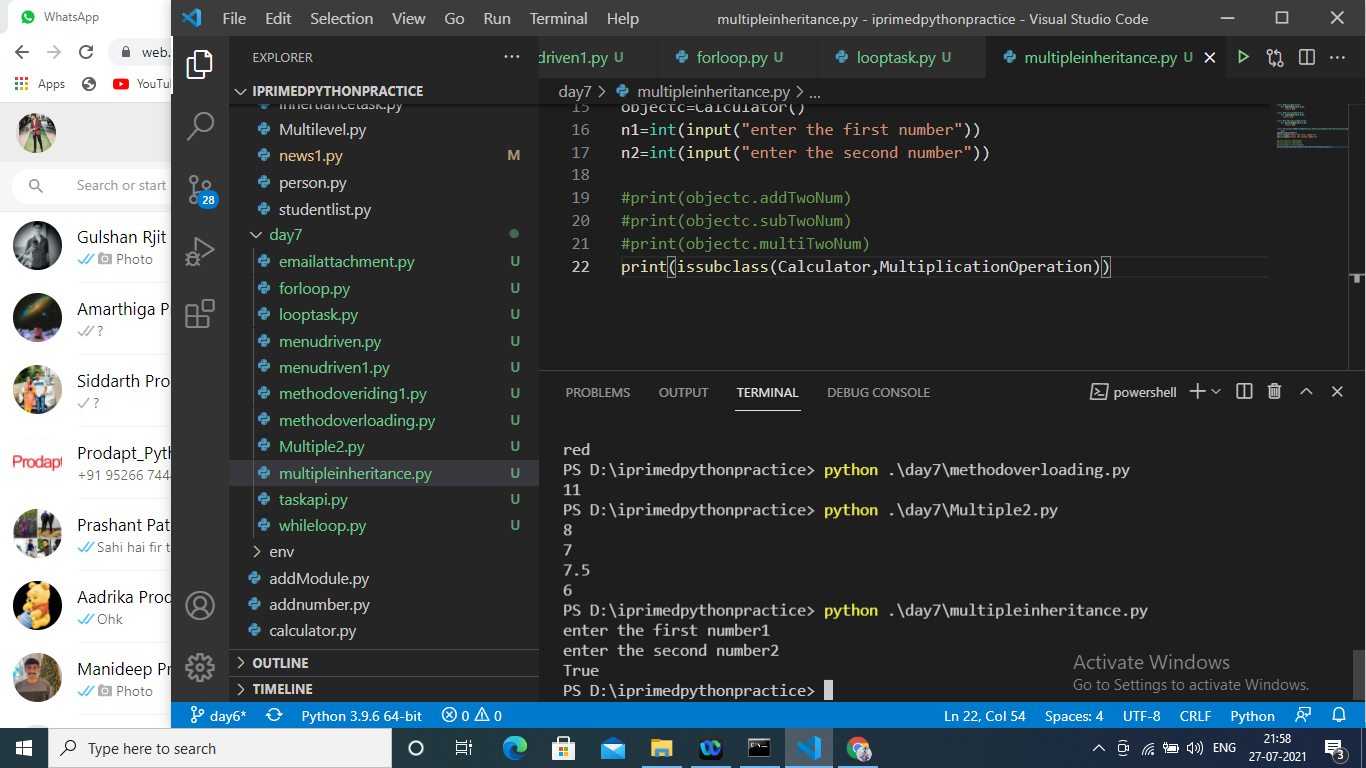 WhatsApp
web.
Apps
YouTu
Search or start
Gulshan Rjit
Photo
Amarthiga P
?
Siddarth Pro
?
Prodapt
Prodapt_Pyth
+91 95266 744
Prashant Pat
Sahi hai fir t
Aadrika Prod
Ohk
Manideep Pr
Photo
File Edit Selection View Go Run Terminal Help
multipleinheritance.py - iprimedpythonpractice - Visual Studio Code
28
EXPLORER
IPRIMEDPYTHONPRACTICE
inheritancetask.py
Multilevel.py
news1.py M
person.py
studentlist.py
day7
emailattachment.py U
forloop.py U
looptask.py U
menudriven.py U
menudriven1.py U
methodoveriding1.py U
methodoverloading.py U
Multiple2.py U
multipleinheritance.py U
taskapi.py U
whileloop.py U
env
addModule.py
addnumber.py
calculator.py
OUTLINE
TIMELINE
driven1.py U forloop.py U looptask.py U multipleinheritance.py U
day7 > multipleinheritance.py > ...
15 objectc=Calculator()
16 n1=int(input("enter the first number"))
17 n2=int(input("enter the second number"))
18
19 #print(objectc.addTwoNum)
20 #print(objectc.subTwoNum)
21 #print(objectc.multiTwoNum)
22 print(issubclass(Calculator,MultiplicationOperation))
PROBLEMS OUTPUT TERMINAL DEBUG CONSOLE powershell
red
PS D:\iprimedpythonpractice> python .\day7\methodoverloading.py
11
PS D:\iprimedpythonpractice> python .\day7\Multiple2.py
8
7
7.5
6
PS D:\iprimedpythonpractice> python .\day7\multipleinheritance.py
enter the first number1
enter the second number2
True
PS D:\iprimedpythonpractice>
Activate Windows
Go to Settings to activate Windows.
day6* Python 3.9.6 64-bit 0 0 Ln 22, Col 54 Spaces: 4 UTF-8 CRLF Python
Type here to search
ENG
21:58
27-07-2021
3